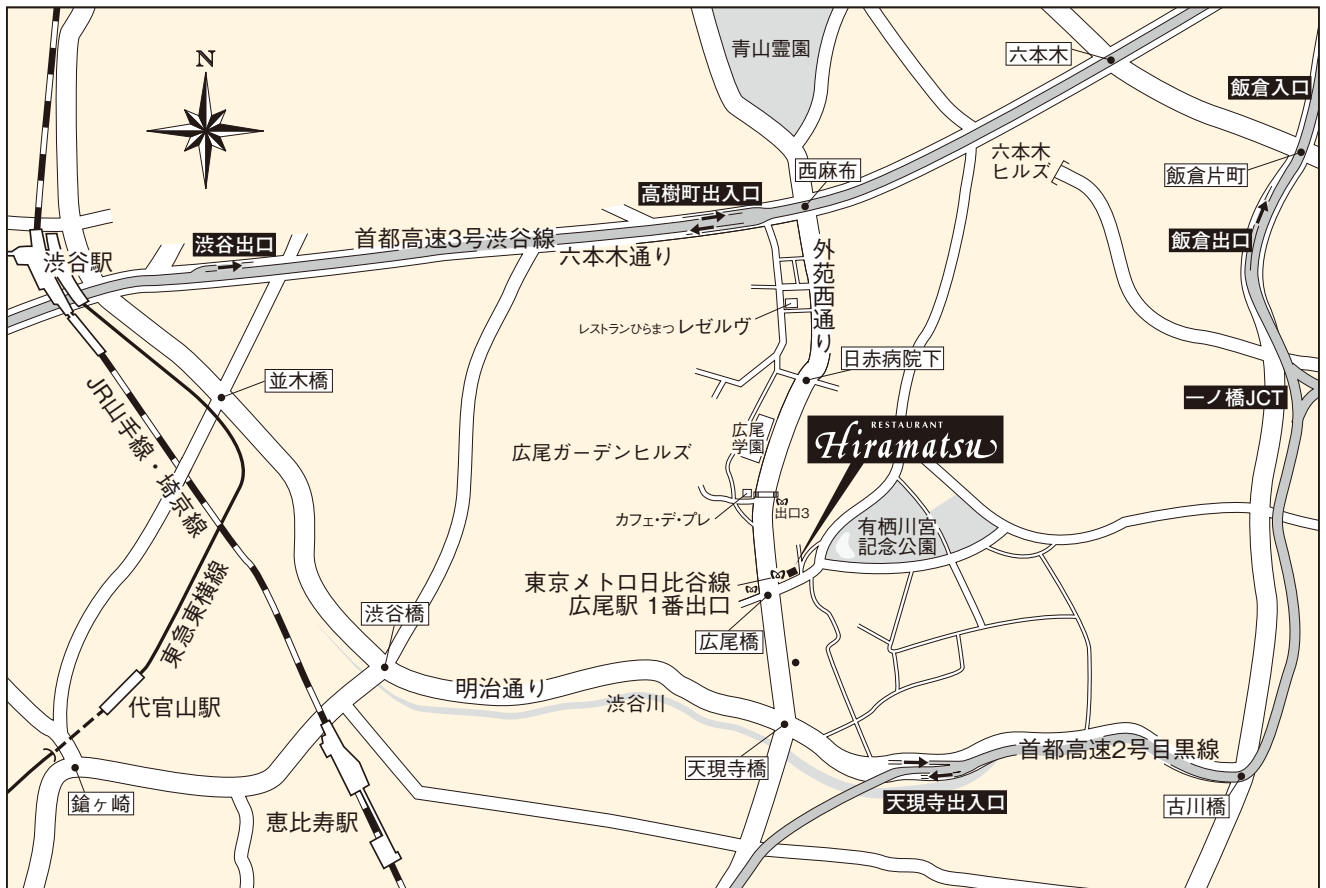 N
青山霊園
六本木
飯倉入口
六本木
ヒルズ
飯倉片町
西麻布
高樹町出入口
渋谷出口
首都高速3号渋谷線
六本木通り
飯倉出口
渋谷駅
外苑西通り
レストランひらまつ レゼルヴ
日赤病院下
並木橋
一ノ橋JCT
JR山手線・埼京線
RESTAURANT
Hiramatsu
広尾
学園
広尾ガーデンヒルズ
出口3
カフェ・デ・プレ
有栖川宮
記念公園
東京メトロ日比谷線
広尾駅 1番出口
東急東横線
渋谷橋
広尾橋
明治通り
渋谷川
代官山駅
首都高速2号目黒線
天現寺橋
鎗ヶ崎
天現寺出入口
古川橋
恵比寿駅